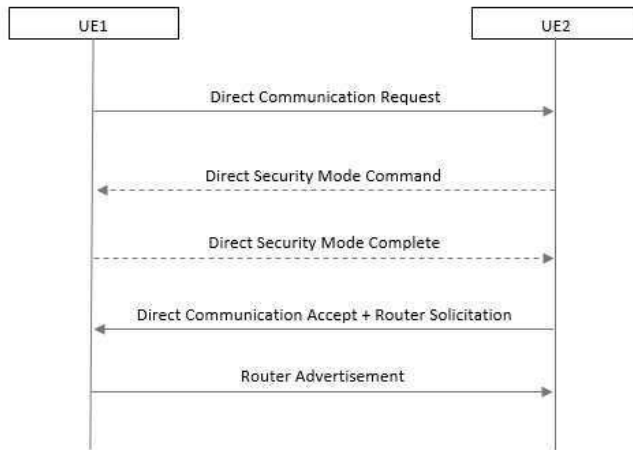 UE1
UE2
Direct Communication Request
Direct Security Mode Command
Direct Security Mode Complete
Direct Communication Accept + Router Solicitation
Router Advertisement